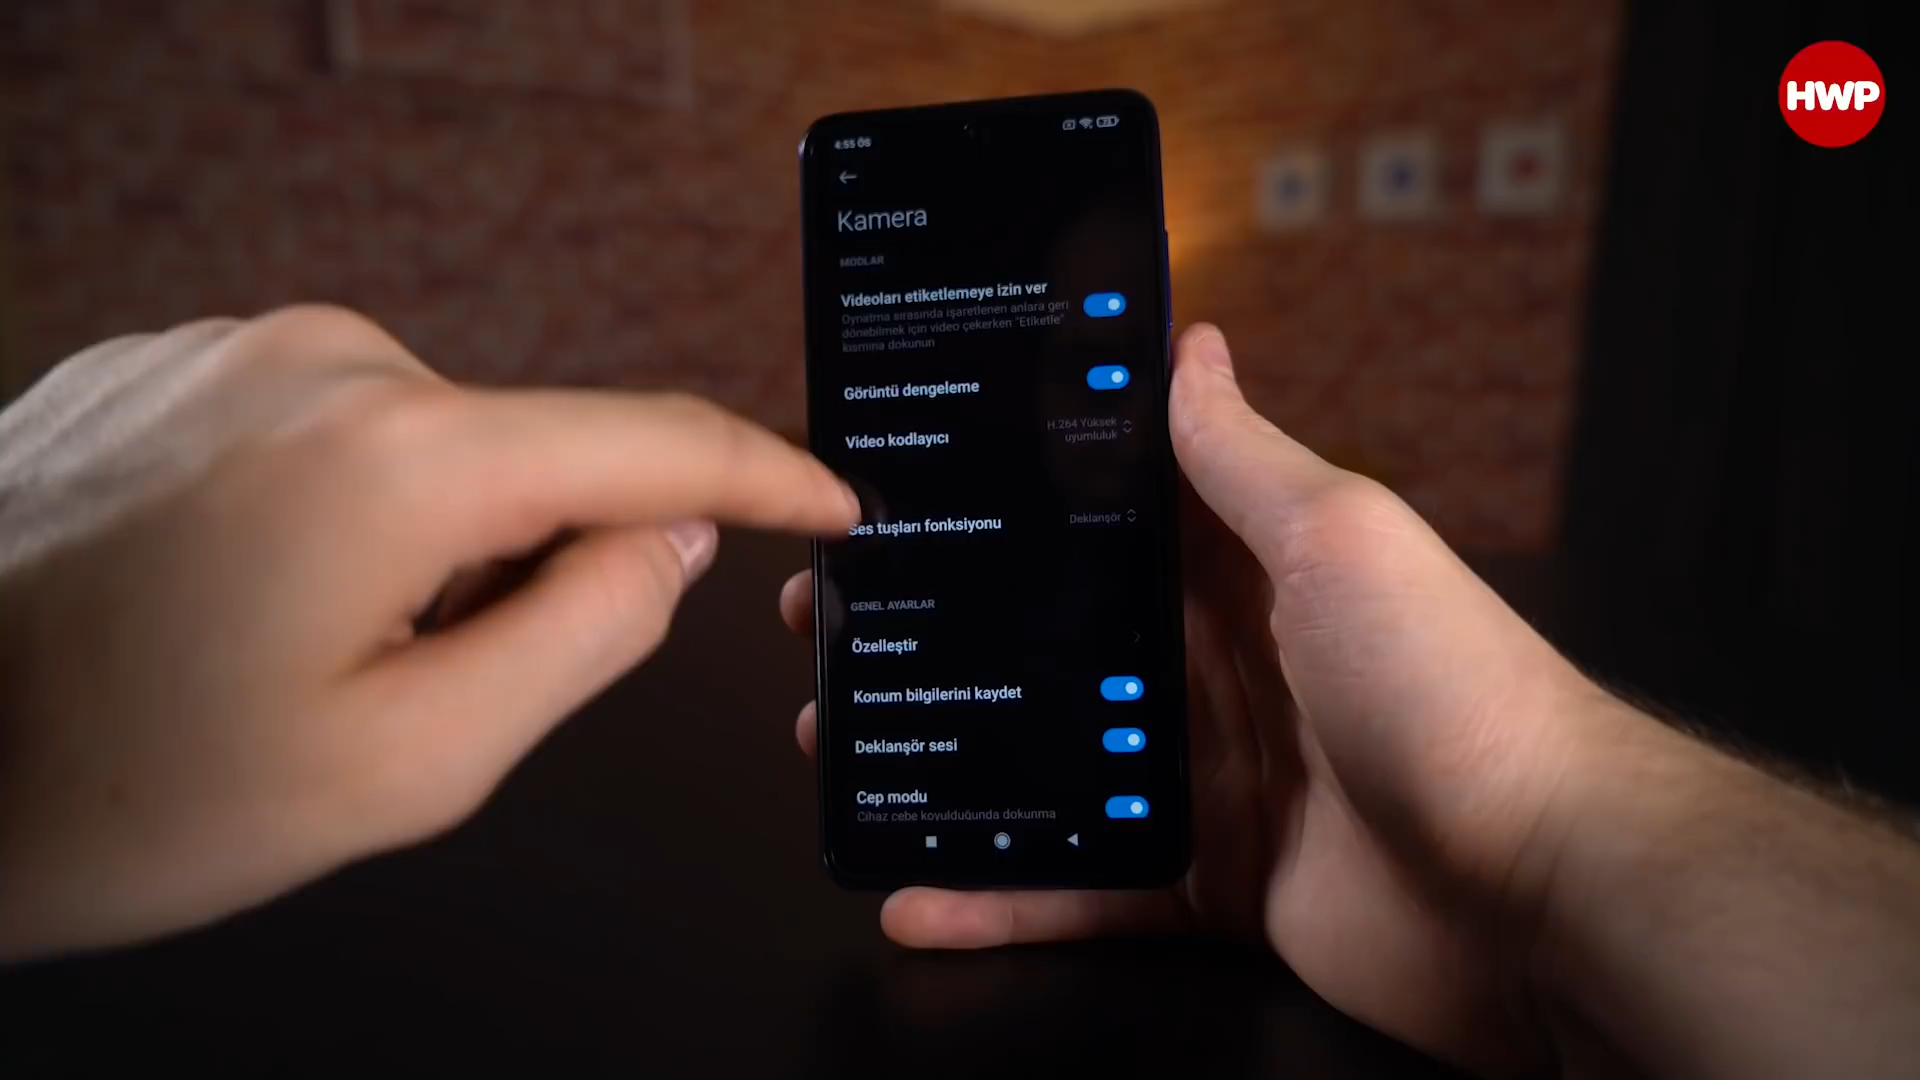 HWP
4:55 ÖS
Kamera
MODLAR
Videoları etiketlemeye izin ver
Oynatma sırasında işaretlenen anlara geri
dönebilmek için video çekerken "Etiketle"
kısmına dokunun
Görüntü dengeleme
Video kodlayıcı
H.264 Yüksek
uyumluluk
Ses tuşları fonksiyonu
Deklanşör
GENEL AYARLAR
Özelleştir
Konum bilgilerini kaydet
Deklanşör sesi
Cep modu
Cihaz cebe koyulduğunda dokunma